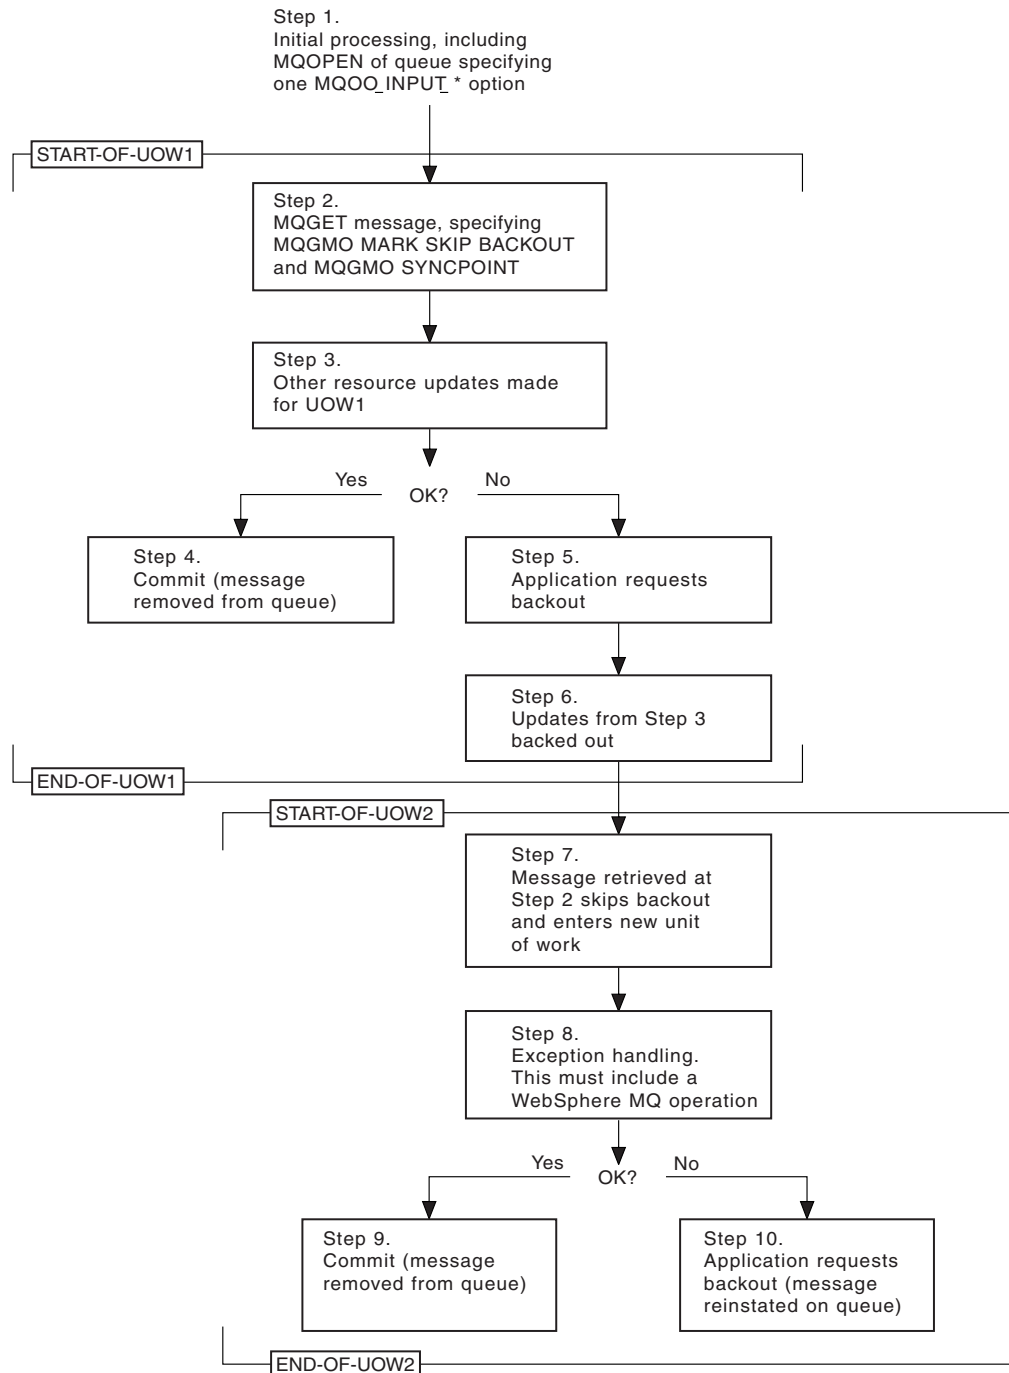 Step 1.
Initial processing, including
MQOPEN of queue specifying
one MQOO_INPUT_* option
START-OF-UOW1
Step 2.
MQGET message, specifying
MQGMO MARK SKIP BACKOUT
and MQGMO SYNCPOINT
Step 3.
Other resource updates made
for UOW1
Yes
OK?
No
Step 4.
Commit (message
removed from queue)
Step 5.
Application requests
backout
Step 6.
Updates from Step 3
backed out
END-OF-UOW1
START-OF-UOW2
Step 7.
Message retrieved at
Step 2 skips backout
and enters new unit
of work
Step 8.
Exception handling.
This must include a
WebSphere MQ operation
Yes
OK?
No
Step 9.
Commit (message
removed from queue)
Step 10.
Application requests
backout (message
reinstated on queue)
END-OF-UOW2